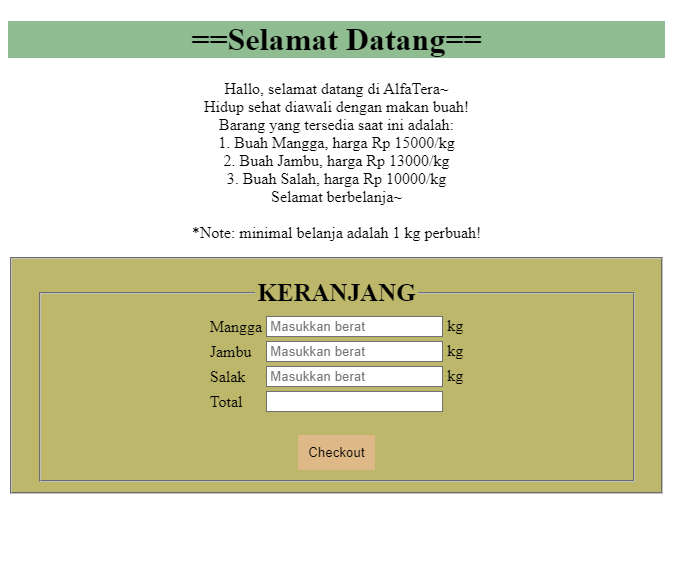 ==Selamat Datang==
Hallo, selamat datang di AlfaTera~
Hidup sehat diawali dengan makan buah!
Barang yang tersedia saat ini adalah:
1. Buah Mangga, harga Rp 15000/kg
2. Buah Jambu, harga Rp 13000/kg
3. Buah Salah, harga Rp 10000/kg
Selamat berbelanja~
*Note: minimal belanja adalah 1 kg perbuah!
KERANJANG
Mangga Masukkan berat kg
Jambu Masukkan berat kg
Salak Masukkan berat kg
Total
Checkout